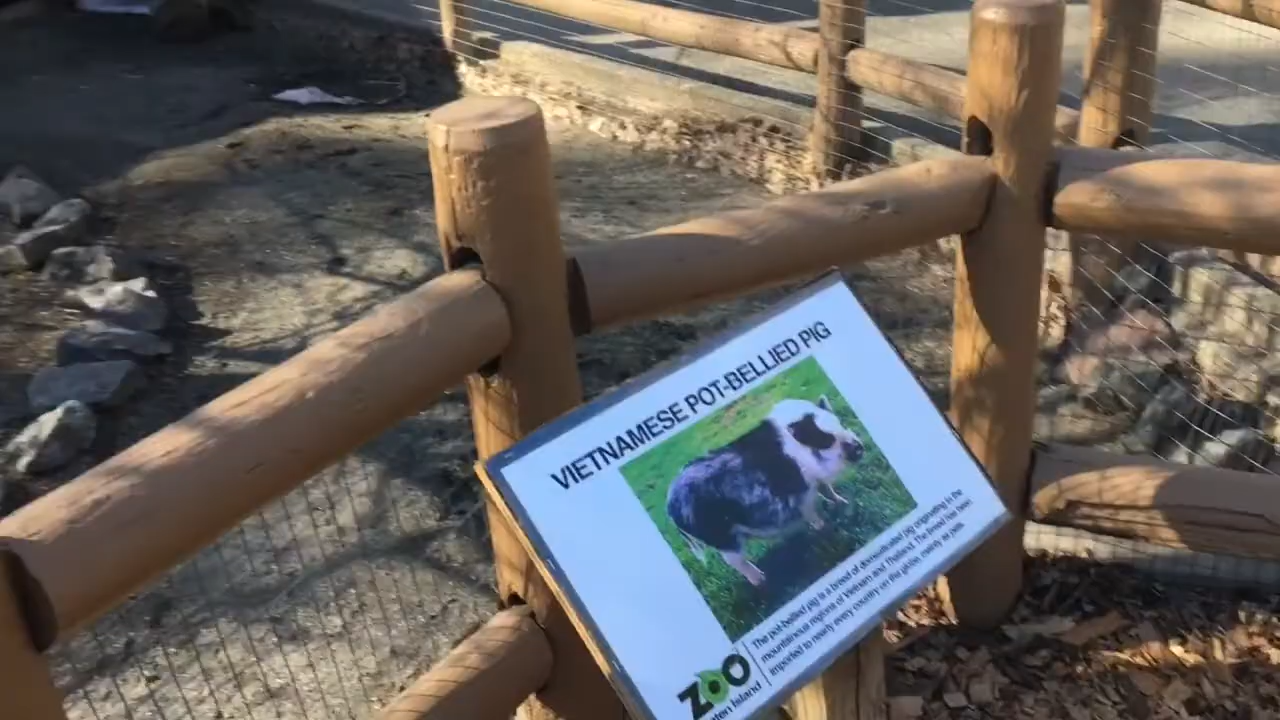 VIETNAMESE POT-BELLIED PIG
The pot-bellied pig is a breed of domesticated pig originating in the
mountainous regions of Vietnam and Thailand. The breed has been
imported to nearly every country on the globe, mainly as pets.
ZOO
aten Island